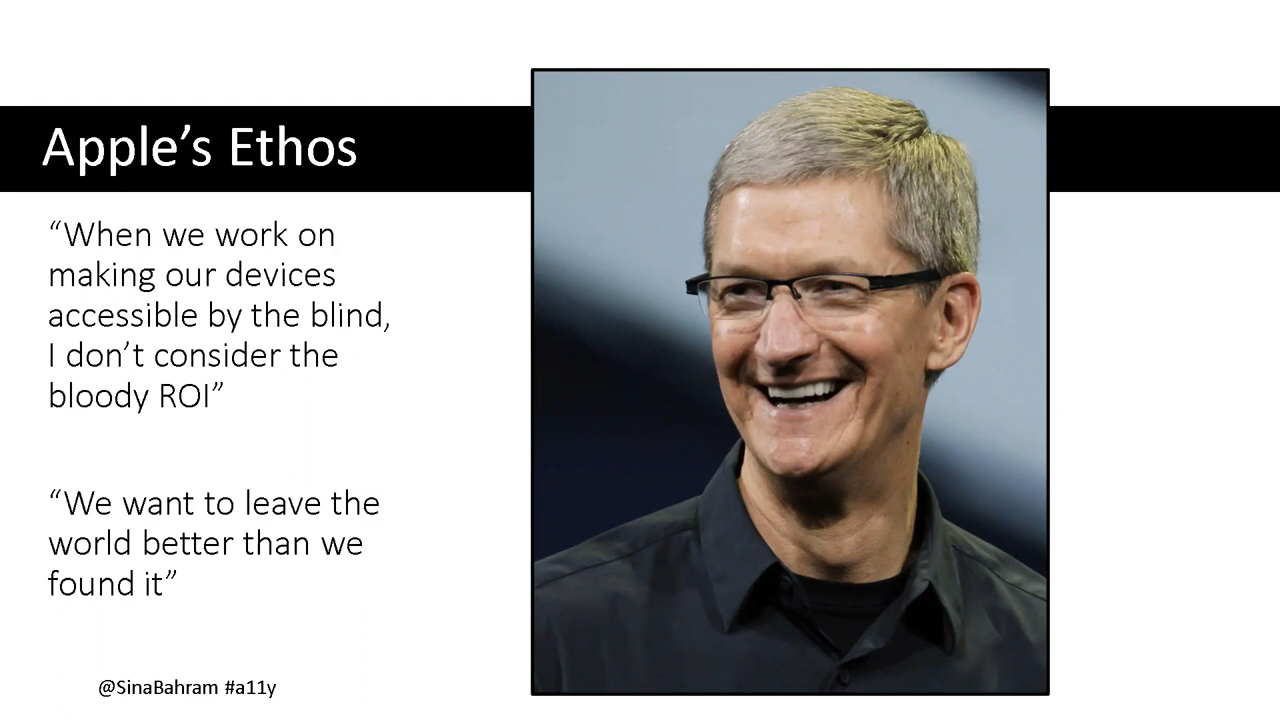 Apple’s Ethos
“When we work on
making our devices
accessible by the blind,
I don’t consider the
bloody ROI”
“We want to leave the
world better than we
found it”
@SinaBahram #a11y